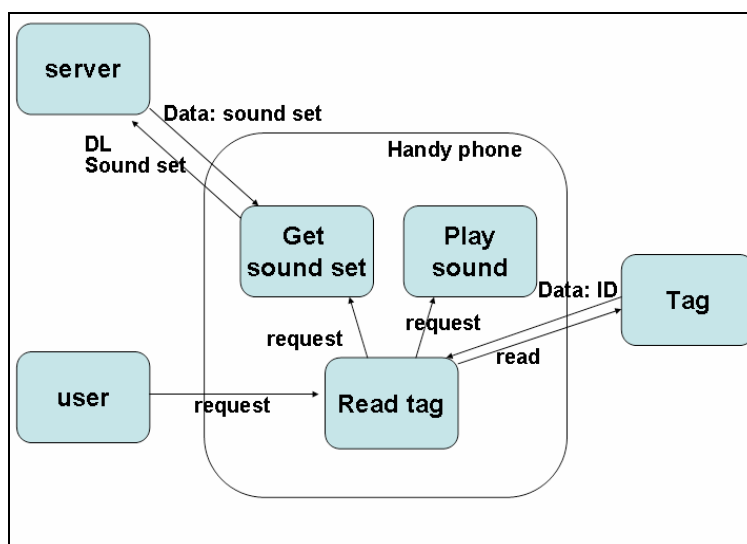 server
Data: sound set
DL
Sound set
Handy phone
Get
sound set
Play
sound
Data: ID
Tag
request
request
read
user
request
Read tag